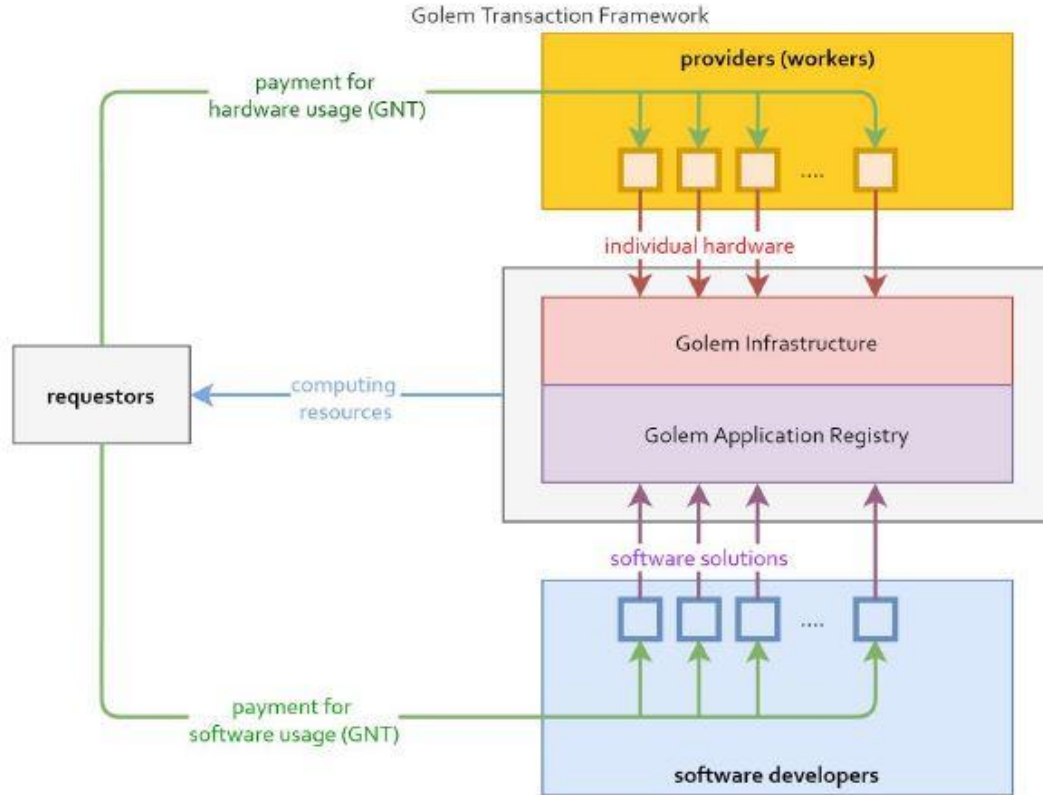 Golem Transaction Framework
providers (workers)
payment for
hardware usage (GNT)
....
individual hardware
Golem Infrastructure
requestors
computing
resources
Golem Application Registry
software solutions
....
payment for
software usage (GNT)
software developers